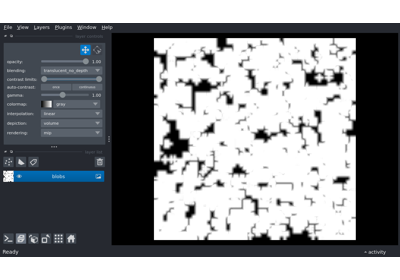 File View Layers Plugins Window Help
opacity: 1.00
blending: translucent_no_depth
contrast limits:
auto-contrast: once continuous
gamma: 1.00
colormap: gray
interpolation: linear
depiction: volume
rendering: mip
blobs
Ready
activity